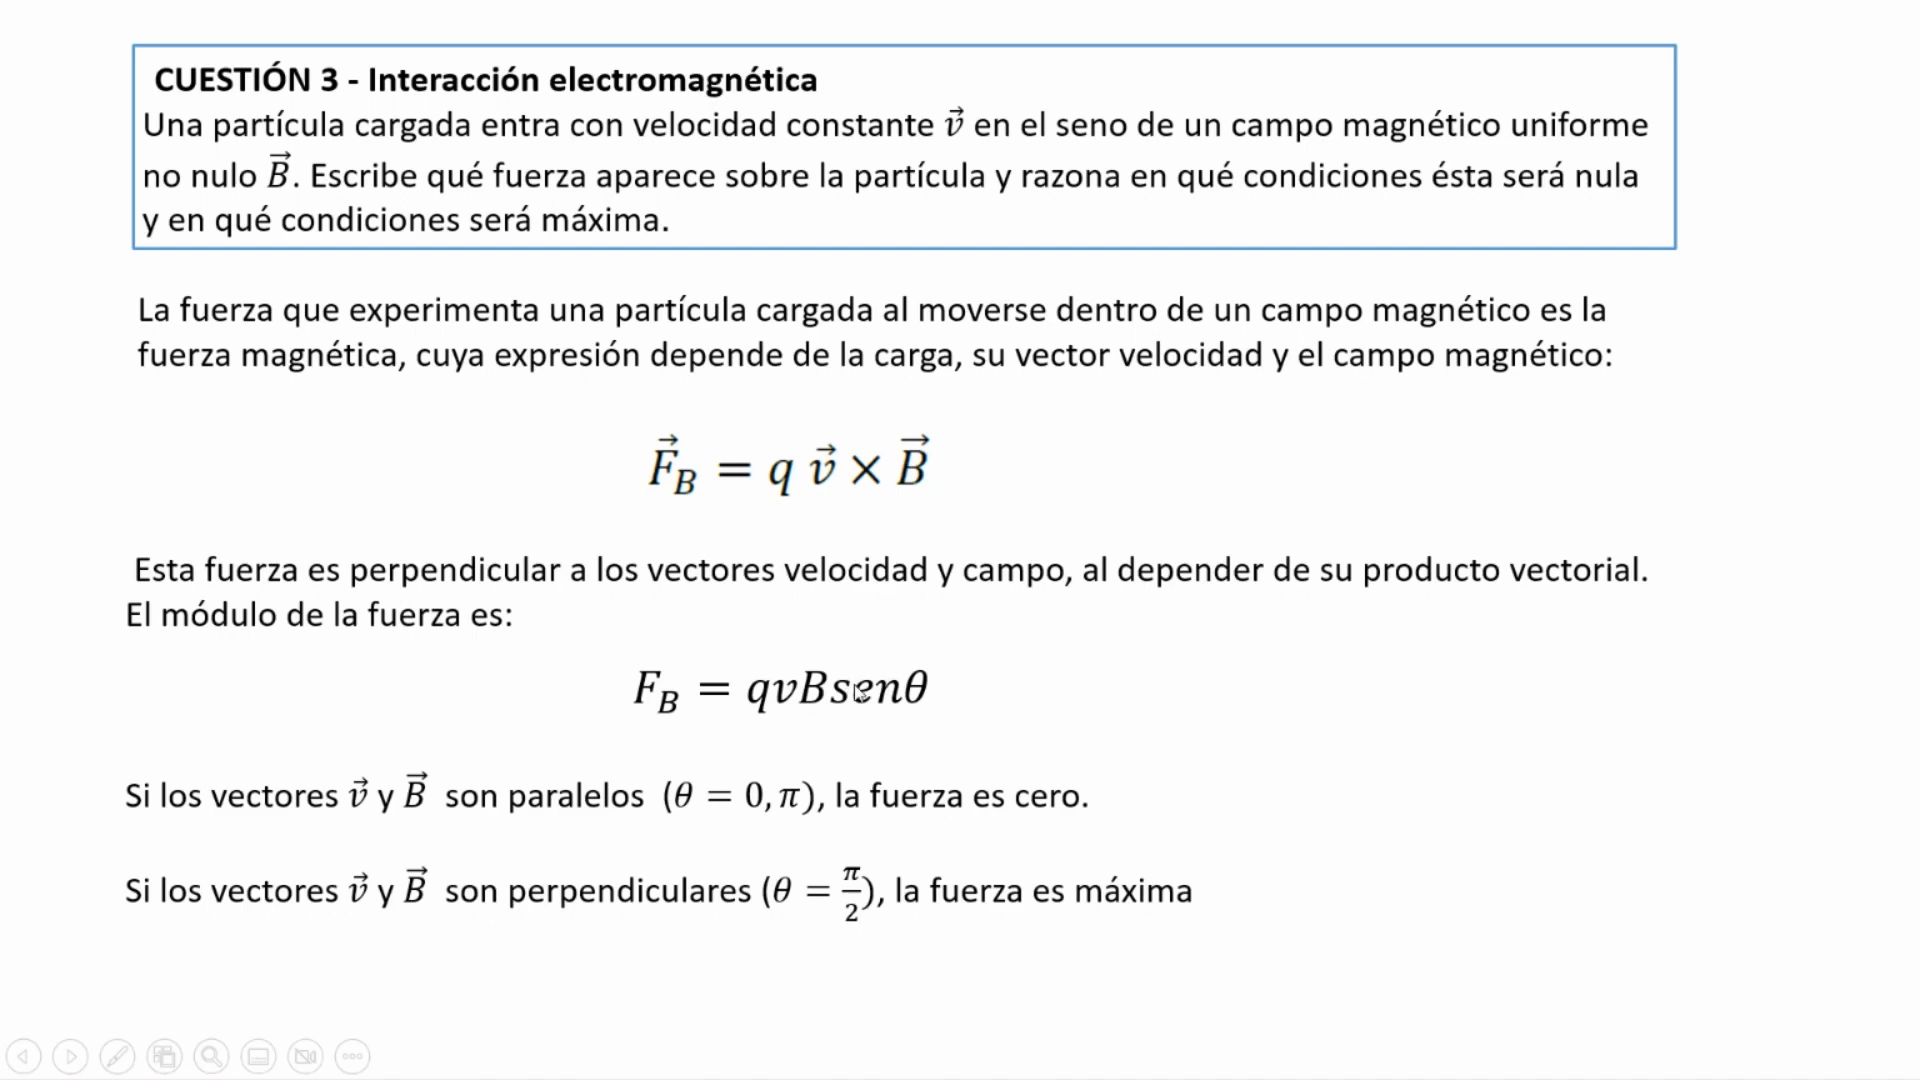 CUESTIÓN 3 - Interacción electromagnética
Una partícula cargada entra con velocidad constante v⃗ en el seno de un campo magnético uniforme
no nulo B⃗. Escribe qué fuerza aparece sobre la partícula y razona en qué condiciones ésta será nula
y en qué condiciones será máxima.
La fuerza que experimenta una partícula cargada al moverse dentro de un campo magnético es la
fuerza magnética, cuya expresión depende de la carga, su vector velocidad y el campo magnético:
F⃗_B = q v⃗ × B⃗
Esta fuerza es perpendicular a los vectores velocidad y campo, al depender de su producto vectorial.
El módulo de la fuerza es:
F_B = qvBsenθ
Si los vectores v⃗ y B⃗ son paralelos (θ = 0, π), la fuerza es cero.
Si los vectores v⃗ y B⃗ son perpendiculares (θ = π/2), la fuerza es máxima